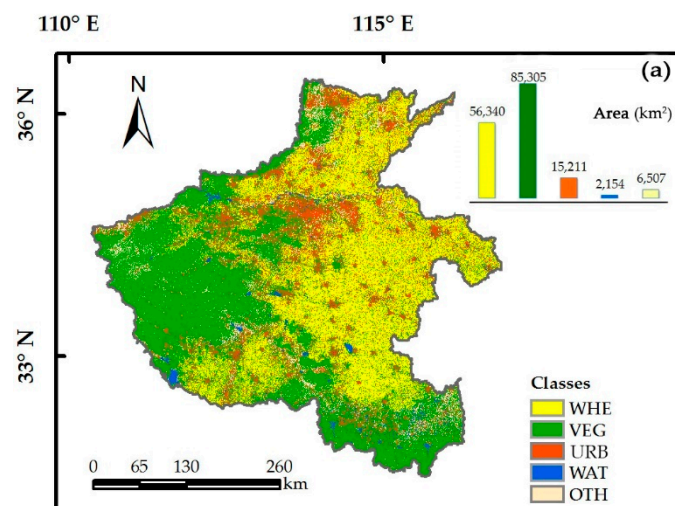 110° E
115° E
(a)
N
36° N
33° N
85,305
56,340
Area (km²)
15,211
2,154
6,507
Classes
WHE
VEG
URB
WAT
OTH
0 65 130 260
km